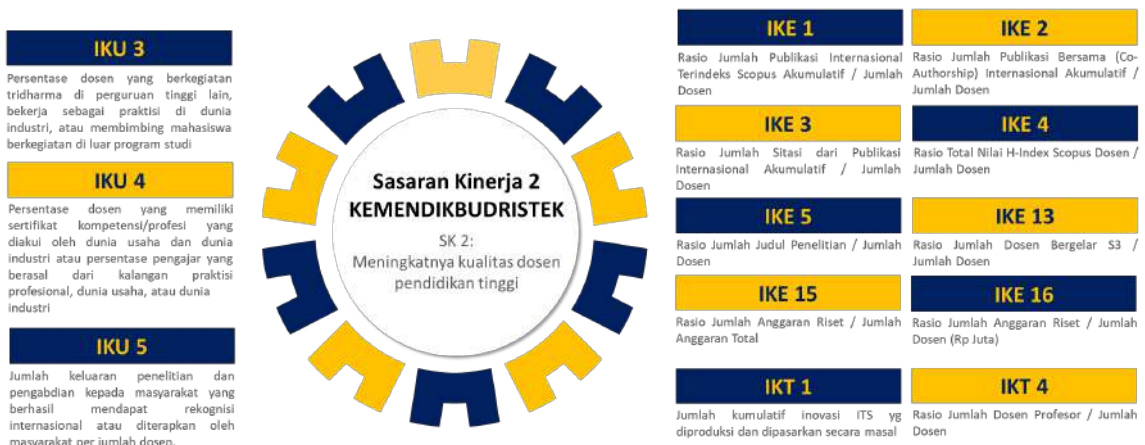 IKU 3
Persentase dosen yang berkegiatan
tridharma di perguruan tinggi lain,
bekerja sebagai praktisi di dunia
industri, atau membimbing mahasiswa
berkegiatan di luar program studi
IKU 4
Persentase dosen yang memiliki
sertifikat kompetensi/profesi yang
diakui oleh dunia usaha dan dunia
industri atau persentase pengajar yang
berasal dari kalangan praktisi
profesional, dunia usaha, atau dunia
industri
IKU 5
Jumlah keluaran penelitian dan
pengabdian kepada masyarakat yang
berhasil mendapat rekognisi
internasional atau diterapkan oleh
masyarakat per jumlah dosen.
Sasaran Kinerja 2
KEMENDIKBUDRISTEK
SK 2:
Meningkatnya kualitas dosen
pendidikan tinggi
IKE 1
Rasio Jumlah Publikasi Internasional
Terindeks Scopus Akumulatif / Jumlah
Dosen
IKE 2
Rasio Jumlah Publikasi Bersama (Co-
Authorship) Internasional Akumulatif /
Jumlah Dosen
IKE 3
Rasio Jumlah Sitasi dari Publikasi
Internasional Akumulatif / Jumlah
Dosen
IKE 4
Rasio Total Nilai H-Index Scopus Dosen /
Jumlah Dosen
IKE 5
Rasio Jumlah Judul Penelitian / Jumlah
Dosen
IKE 13
Rasio Jumlah Dosen Bergelar S3 /
Jumlah Dosen
IKE 15
Rasio Jumlah Anggaran Riset / Jumlah
Anggaran Total
IKE 16
Rasio Jumlah Anggaran Riset / Jumlah
Dosen (Rp Juta)
IKT 1
Jumlah kumulatif inovasi ITS yg
diproduksi dan dipasarkan secara masal
IKT 4
Rasio Jumlah Dosen Profesor / Jumlah
Dosen